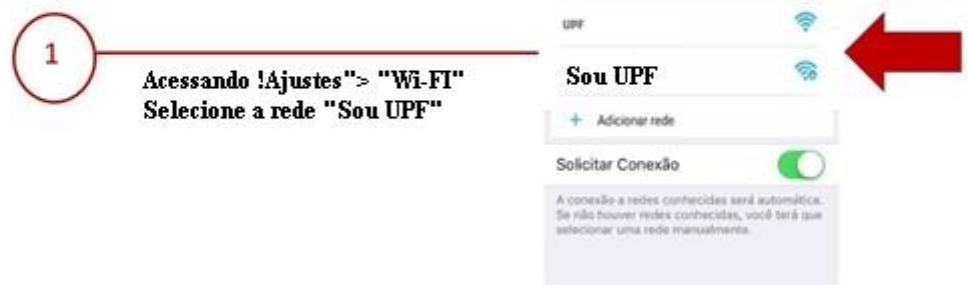 1
Acessando !Ajustes"> "Wi-FI"
Selecione a rede "Sou UPF"
UPF
Sou UPF
+ Adicionar rede
Solicitar Conexão
A conexão a redes conhecidas será automática.
Se não houver redes conhecidas, você terá que
selecionar uma rede manualmente.